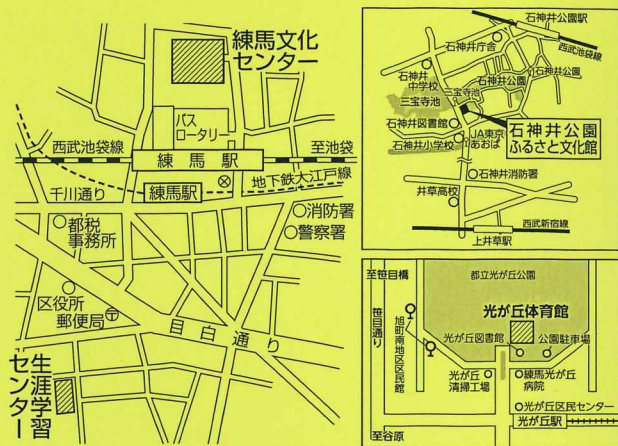 練馬文化
センター
バス
ロータリー
西武池袋線
練馬駅
至池袋
地下鉄大江戸線
千川通り
練馬駅
都税
事務所
消防署
警察署
区役所
郵便局
目白通り
生涯学習
センター
石神井公園駅
西武池袋線
石神井庁舎
石神井
中学校
石神井公園
石神井公園
三宝寺池
三宝寺池
石神井図書館
石神井小学校
JA東京
あおば
石神井公園
ふるさと文化館
石神井消防署
井草高校
西武新宿線
上井草駅
至笹目橋
都立光が丘公園
笹目通り
旭町南地区区民館
光が丘体育館
光が丘図書館
公園駐車場
光が丘
清掃工場
練馬光が丘
病院
光が丘区民センター
光が丘駅
至谷原